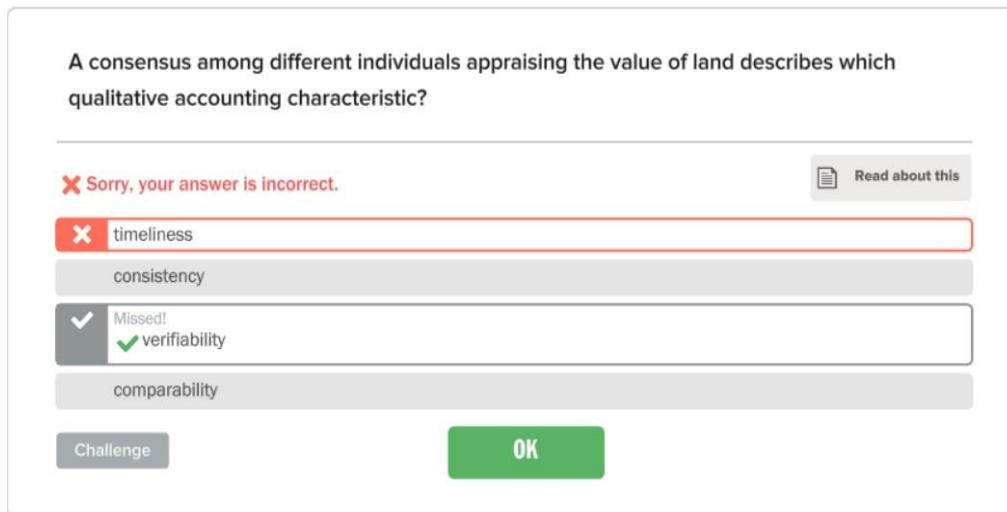 A consensus among different individuals appraising the value of land describes which
qualitative accounting characteristic?
Sorry, your answer is incorrect.
Read about this
timeliness
consistency
Missed!
verifiability
comparability
Challenge
OK